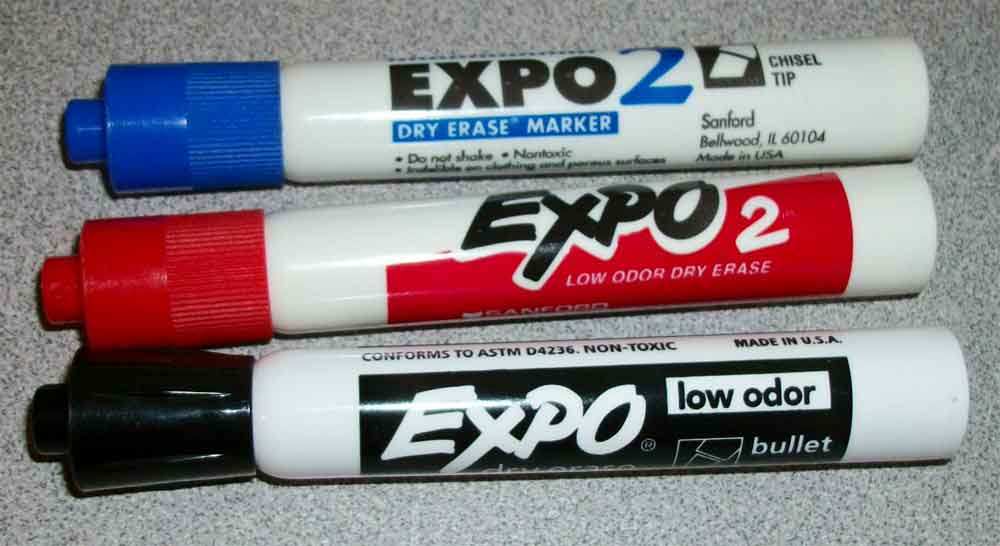 EXPO 2
CHISEL
TIP
DRY ERASE® MARKER
Sanford
Bellwood, IL 60104
Made in USA
• Do not shake • Nontoxic
• Indelible on clothing and porous surfaces
EXPO 2
LOW ODOR DRY ERASE
SANFORD
CONFORMS TO ASTM D4236. NON-TOXIC MADE IN U.S.A.
EXPO®
low odor
bullet
dry erase